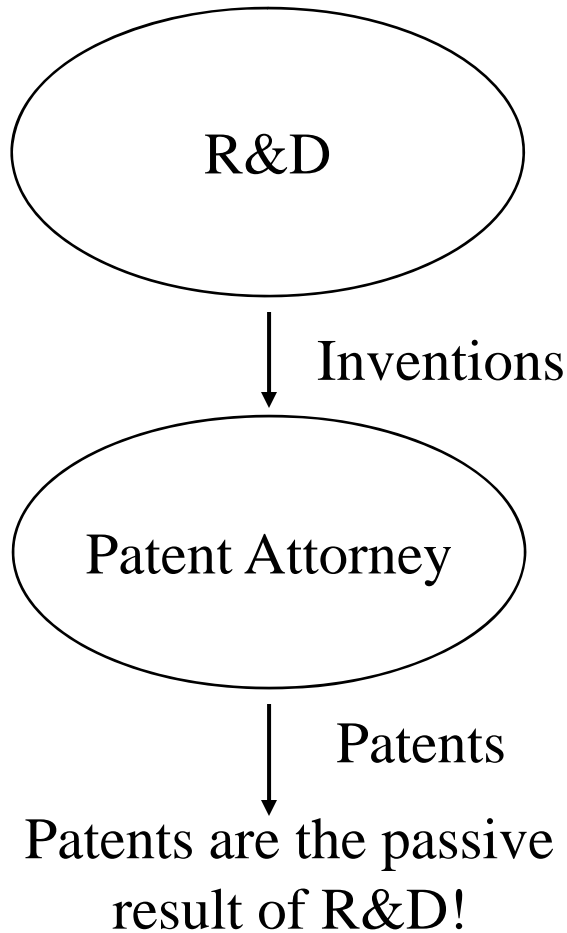 R&D
Inventions
Patent Attorney
Patents
Patents are the passive
result of R&D!